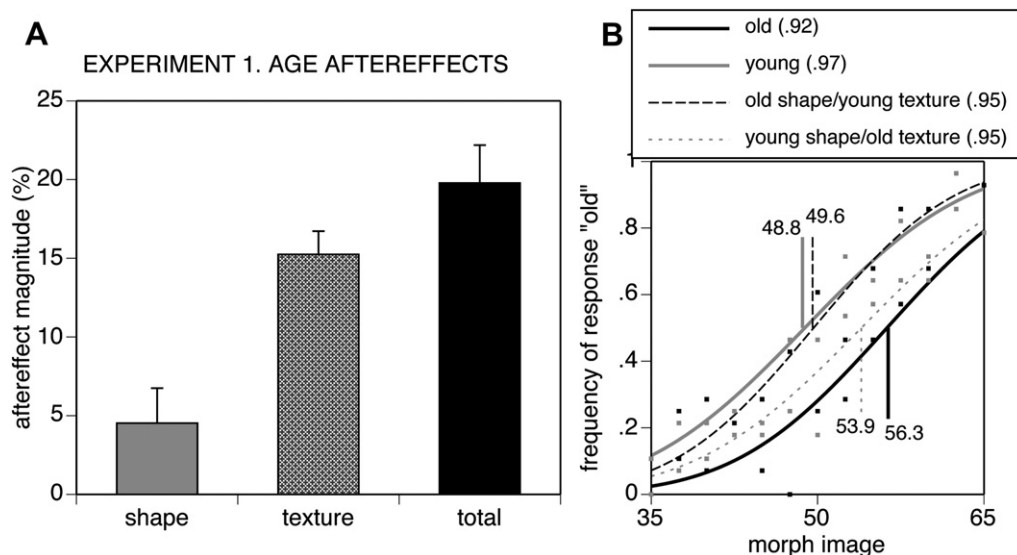 A
EXPERIMENT 1. AGE AFTEREFFECTS
aftereffect magnitude (%)
25
20
15
10
5
0
shape
texture
total
B
old (.92)
young (.97)
old shape/young texture (.95)
young shape/old texture (.95)
frequency of response "old"
.8
.6
.4
.2
0
48.8
49.6
53.9
56.3
35
50
65
morph image